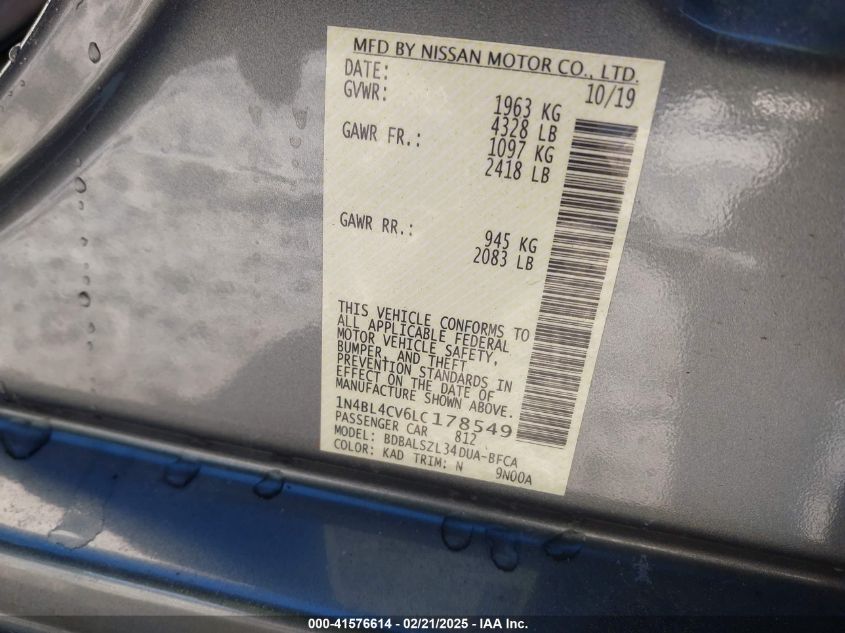 MFD BY NISSAN MOTOR CO., LTD.
DATE: 10/19
GVWR: 1963 KG
4328 LB
GAWR FR.: 1097 KG
2418 LB
GAWR RR.: 945 KG
2083 LB
THIS VEHICLE CONFORMS TO
ALL APPLICABLE FEDERAL
MOTOR VEHICLE SAFETY,
BUMPER, AND THEFT
PREVENTION STANDARDS IN
EFFECT ON THE DATE OF
MANUFACTURE SHOWN ABOVE.
1N4BL4CV6LC178549
PASSENGER CAR 812
MODEL: BDBALSZL34DUA-BFCA
COLOR: KAD TRIM: N 9N00A
000-41576614 - 02/21/2025 - IAA Inc.